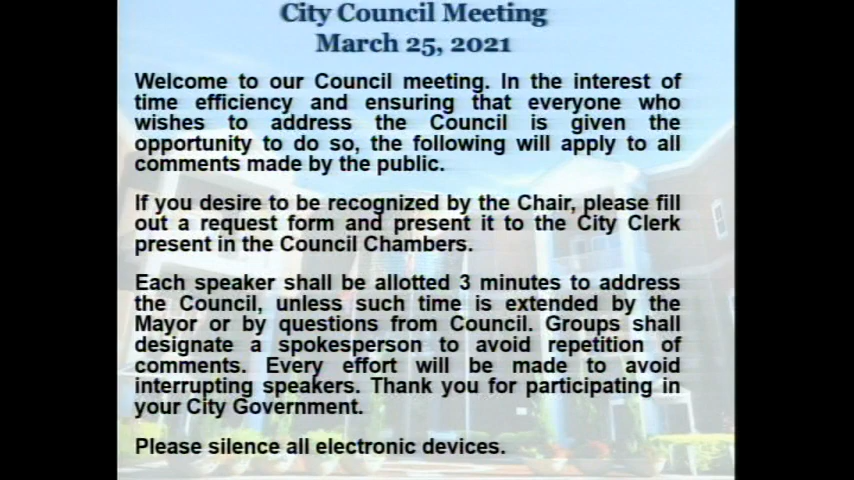 City Council Meeting
March 25, 2021
Welcome to our Council meeting. In the interest of
time efficiency and ensuring that everyone who
wishes to address the Council is given the
opportunity to do so, the following will apply to all
comments made by the public.
If you desire to be recognized by the Chair, please fill
out a request form and present it to the City Clerk
present in the Council Chambers.
Each speaker shall be allotted 3 minutes to address
the Council, unless such time is extended by the
Mayor or by questions from Council. Groups shall
designate a spokesperson to avoid repetition of
comments. Every effort will be made to avoid
interrupting speakers. Thank you for participating in
your City Government.
Please silence all electronic devices.